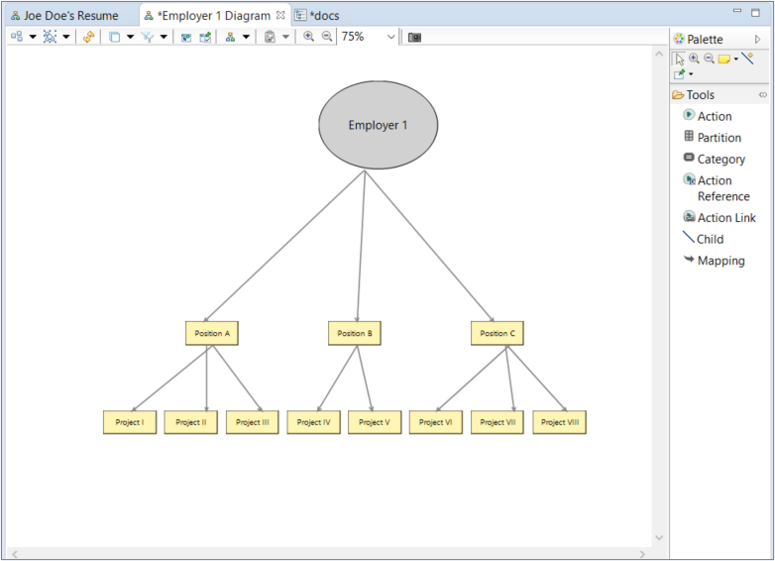 Joe Doe's Resume
*Employer 1 Diagram
*docs
75%
Palette
Employer 1
Position A
Position B
Position C
Project I
Project II
Project III
Project IV
Project V
Project VI
Project VII
Project VIII
Tools
Action
Partition
Category
Action
Reference
Action Link
Child
Mapping